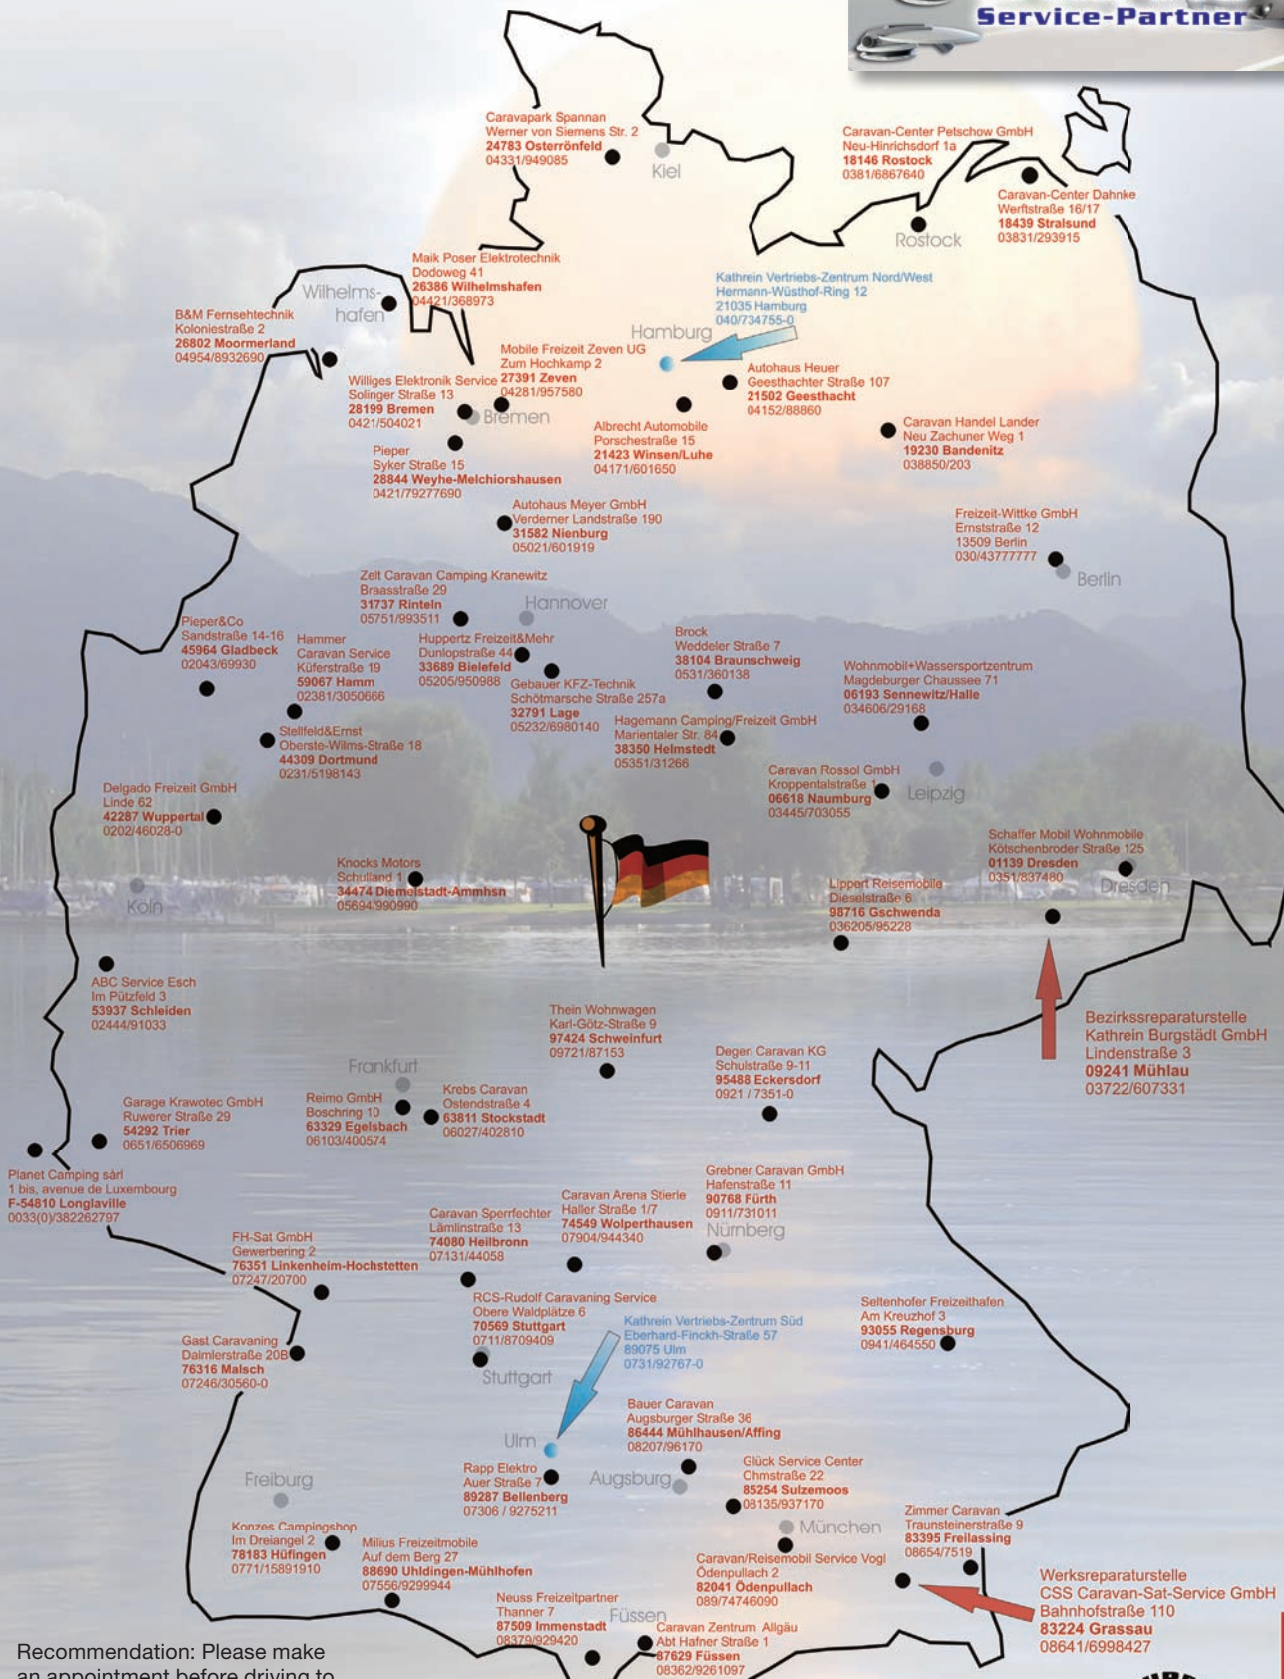 Service-Partner
Caravapark Spannan
Werner von Siemens Str. 2
24783 Osterrönfeld
04331/949085
Kiel
Caravan-Center Petschow GmbH
Neu-Hinrichsdorf 1a
18146 Rostock
0381/6867640
Caravan-Center Dahnke
Werftstraße 16/17
18439 Stralsund
03831/293915
Rostock
Maik Poser Elektrotechnik
Dodoweg 41
26386 Wilhelmshafen
04421/368973
Wilhelms-
hafen
Kathrein Vertriebs-Zentrum Nord/West
Hermann-Wüsthof-Ring 12
21035 Hamburg
040/734755-0
Hamburg
B&M Fernsehtechnik
Koloniestraße 2
26802 Moormerland
04954/8932690
Mobile Freizeit Zeven UG
Zum Hochkamp 2
27391 Zeven
04281/957580
Williges Elektronik Service
Solinger Straße 13
28199 Bremen
0421/504021
Bremen
Autohaus Heuer
Geesthachter Straße 107
21502 Geesthacht
04152/88860
Albrecht Automobile
Porschestraße 15
21423 Winsen/Luhe
04171/601650
Caravan Handel Lander
Neu Zachuner Weg 1
19230 Bandenitz
038850/203
Pieper
Syker Straße 15
28844 Weyhe-Melchiorshausen
0421/79277690
Autohaus Meyer GmbH
Verderner Landstraße 190
31582 Nienburg
05021/601919
Freizeit-Wittke GmbH
Ernststraße 12
13509 Berlin
030/43777777
Berlin
Zelt Caravan Camping Kranewitz
Braasstraße 29
31737 Rinteln
05751/993511
Hannover
Pieper&Co
Sandstraße 14-16
45964 Gladbeck
02043/69930
Hammer
Caravan Service
Küferstraße 19
59067 Hamm
02381/3050666
Huppertz Freizeit&Mehr
Dunlopstraße 44
33689 Bielefeld
05205/950988
Gebauer KFZ-Technik
Schötmarsche Straße 257a
32791 Lage
05232/6980140
Brock
Weddeler Straße 7
38104 Braunschweig
0531/360138
Wohnmobil+Wassersportzentrum
Magdeburger Chaussee 71
06193 Sennewitz/Halle
034606/29168
Hagemann Camping/Freizeit GmbH
Marientaler Str. 84
38350 Helmstedt
05351/31266
Stellfeld&Ernst
Oberste-Wilms-Straße 18
44309 Dortmund
0231/5198143
Caravan Rossol GmbH
Kroppentalstraße 1
06618 Naumburg
03445/703055
Leipzig
Delgado Freizeit GmbH
Linde 62
42287 Wuppertal
0202/46028-0
Schaffer Mobil Wohnmobile
Kötschenbroder Straße 125
01139 Dresden
0351/837480
Dresden
Knocks Motors
Schulland 1
34474 Diemelstadt-Ammhsn
05694/990990
Köln
Lippert Reisemobile
Dieselstraße 6
98716 Gschwenda
036205/95228
ABC Service Esch
Im Pützfeld 3
53937 Schleiden
02444/91033
Thein Wohnwagen
Karl-Götz-Straße 9
97424 Schweinfurt
09721/87153
Bezirkssreparaturstelle
Kathrein Burgstädt GmbH
Lindenstraße 3
09241 Mühlau
03722/607331
Degen Caravan KG
Schulstraße 9-11
95488 Eckersdorf
0921 / 7351-0
Frankfurt
Reimo GmbH
Boschring 10
63329 Egelsbach
06103/400574
Krebs Caravan
Ostendstraße 4
63811 Stockstadt
06027/402810
Garage Krawotec GmbH
Ruwerer Straße 29
54292 Trier
0651/6506969
Planet Camping sàrl
1 bis, avenue de Luxembourg
F-54810 Longlaville
0033(0)/382262797
Grebner Caravan GmbH
Hafenstraße 11
90768 Fürth
0911/731011
Nürnberg
Caravan Arena Stierle
Haller Straße 1/7
74549 Wolperthausen
07904/944340
Caravan Sperrfechter
Lämlinstraße 13
74080 Heilbronn
07131/44058
FH-Sat GmbH
Gewerbering 2
76351 Linkenheim-Hochstetten
07247/20700
RCS-Rudolf Caravaning Service
Obere Waldplätze 6
70569 Stuttgart
0711/8709409
Stuttgart
Kathrein Vertriebs-Zentrum Süd
Eberhard-Finckh-Straße 57
89075 Ulm
0731/92767-0
Seltenhofer Freizeithafen
Am Kreuzhof 3
93055 Regensburg
0941/464550
Gast Caravaning
Daimlerstraße 20B
76316 Malsch
07246/30560-0
Bauer Caravan
Augsburger Straße 36
86444 Mühlhausen/Affing
08207/96170
Ulm
Rapp Elektro
Auer Straße 7
89287 Bellenberg
07306 / 9275211
Augsburg
Glück Service Center
Chmstraße 22
85254 Sulzemoos
08135/937170
Freiburg
München
Zimmer Caravan
Traunsteinerstraße 9
83395 Freilassing
08654/7519
Konzes Campingshop
Im Dreiangel 2
78183 Hüfingen
0771/15891910
Milius Freizeitmobile
Auf dem Berg 27
88690 Uhldingen-Mühlhofen
07556/9299944
Caravan/Reisemobil Service Vogl
Ödenpullach 2
82041 Ödenpullach
089/74746090
Werksreparaturstelle
CSS Caravan-Sat-Service GmbH
Bahnhofstraße 110
83224 Grassau
08641/6998427
Neuss Freizeitpartner
Thanner 7
87509 Immenstadt
08379/929420
Füssen
Caravan Zentrum Allgäu
Abt Hafner Straße 1
87629 Füssen
08362/9261097
Recommendation: Please make
an appointment before driving to